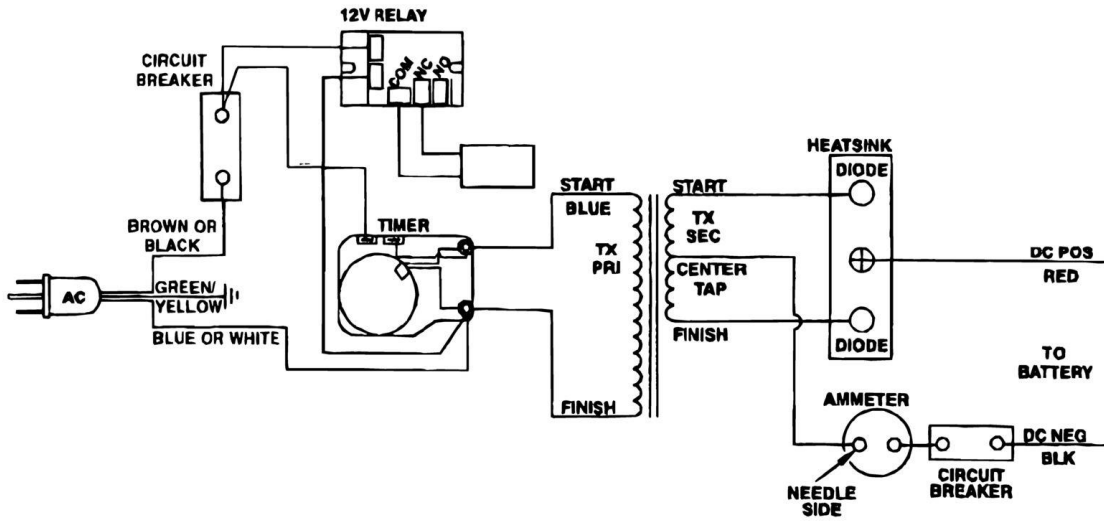 12V RELAY
CIRCUIT
BREAKER
COM
NC
NO
HEATSINK
DIODE
START
BLUE
START
TX
SEC
BROWN OR
BLACK
TIMER
TX
PRI
CENTER
TAP
DC POS
RED
AC
GREEN/
YELLOW
BLUE OR WHITE
FINISH
DIODE
TO
BATTERY
FINISH
AMMETER
DC NEG
BLK
NEEDLE
SIDE
CIRCUIT
BREAKER